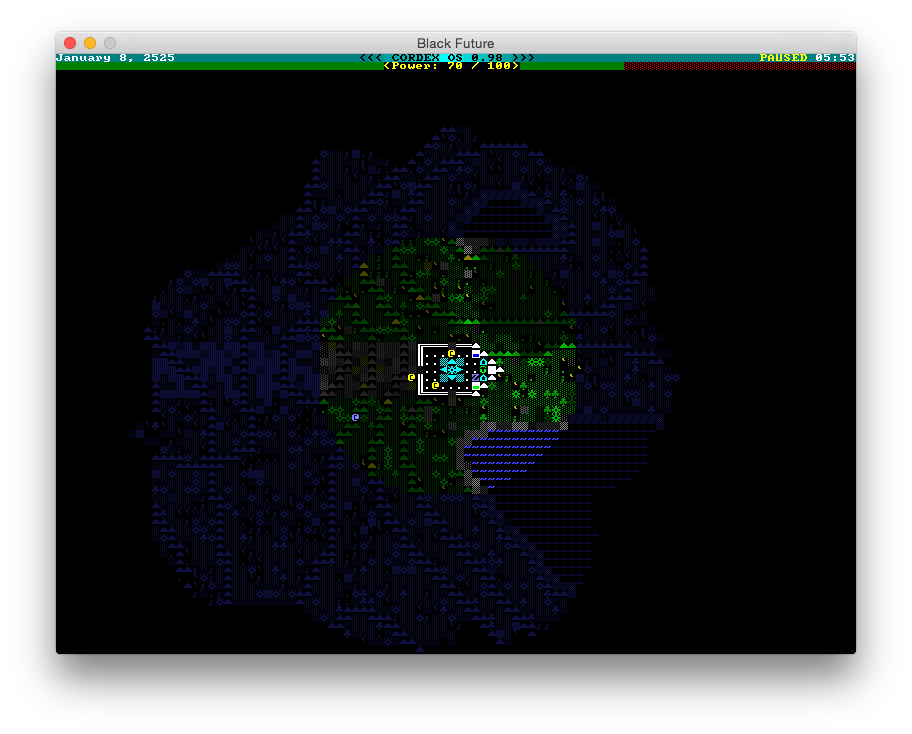 Black Future
January 8, 2525 <<< CORDEX OS 0.98 >>> PAUSED 05:53
<Power: 70 / 100>